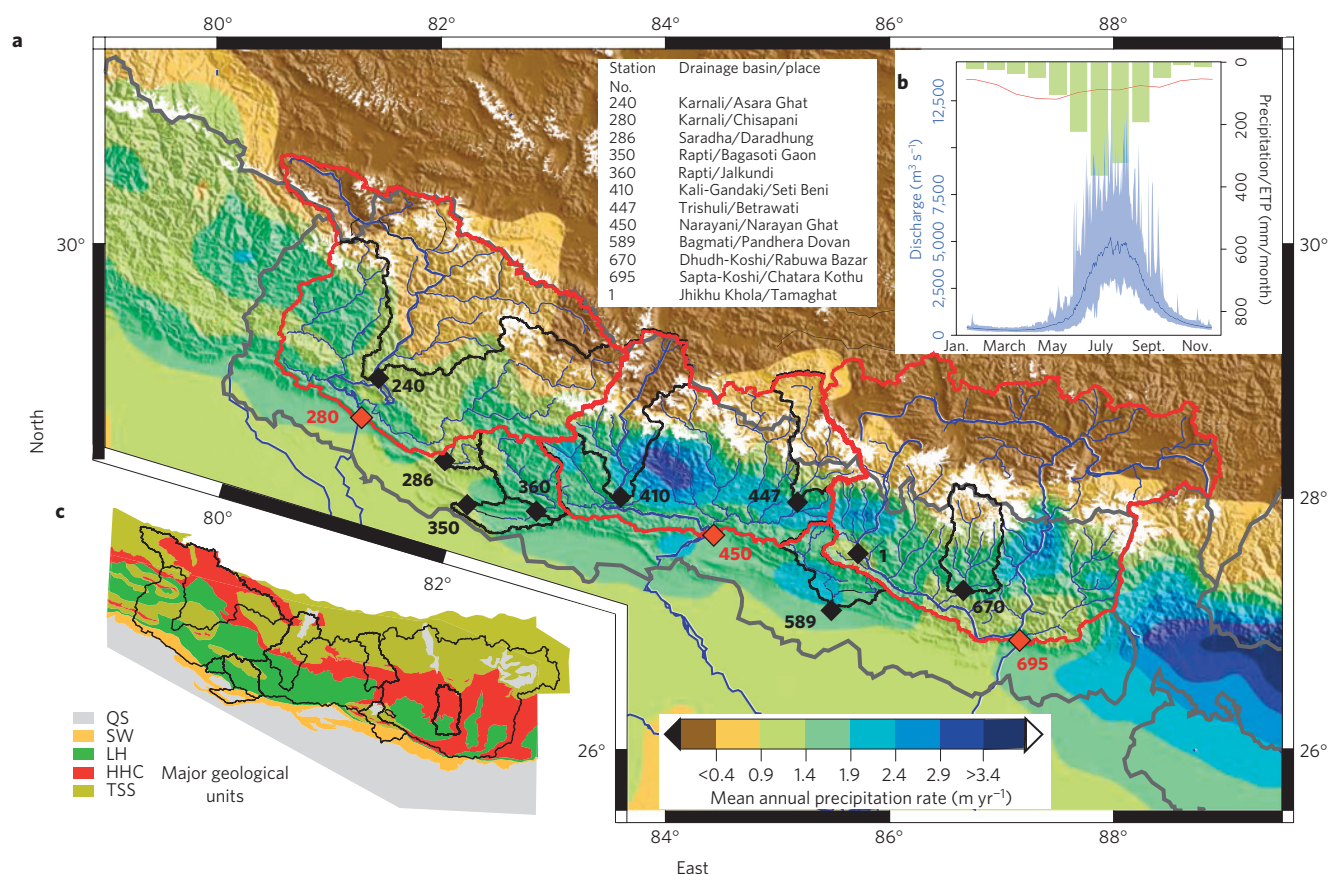 a
80°
82°
84°
86°
88°
30°
North
Station No.
Drainage basin/place
240 Karnali/Asara Ghat
280 Karnali/Chisapani
286 Saradha/Daradhung
350 Rapti/Bagasoti Gaon
360 Rapti/Jalkundi
410 Kali-Gandaki/Seti Beni
447 Trishuli/Betrawati
450 Narayani/Narayan Ghat
589 Bagmati/Pandhera Dovan
670 Dhudh-Koshi/Rabuwa Bazar
695 Sapta-Koshi/Chatara Kothu
1 Jhikhu Khola/Tamaghat
b
Discharge (m³ s⁻¹)
12,500
7,500
5,000
2,500
0
0
200
400
600
800
Precipitation/ETP (mm/month)
Jan. March May July Sept. Nov.
30°
28°
26°
240
280
286
350
360
410
447
450
1
589
670
695
c
80°
82°
QS
SW
LH
HHC
TSS
Major geological
units
26°
<0.4 0.9 1.4 1.9 2.4 2.9 >3.4
Mean annual precipitation rate (m yr⁻¹)
84°
86°
88°
East